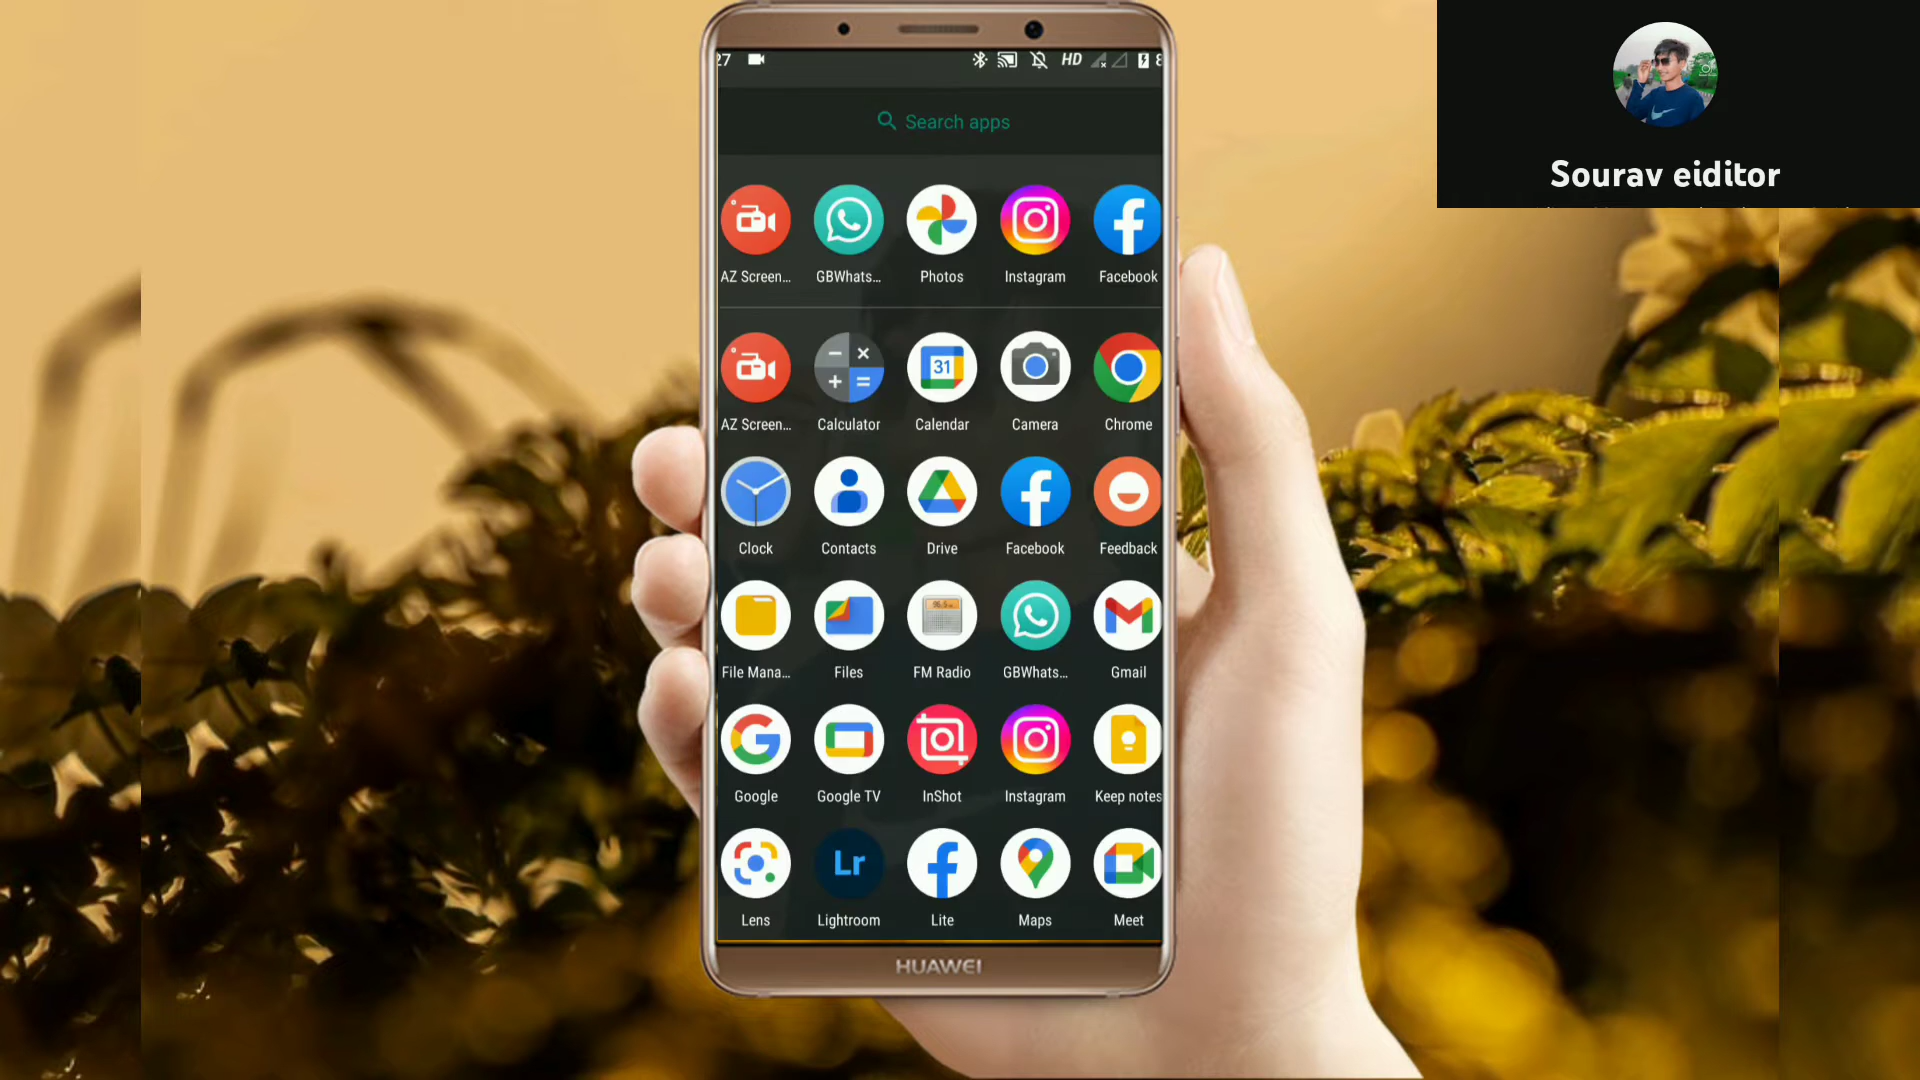 27
HD
Search apps
AZ Screen... GBWhats... Photos Instagram Facebook
AZ Screen... Calculator Calendar Camera Chrome
31
Clock Contacts Drive Facebook Feedback
File Mana... Files FM Radio GBWhats... Gmail
Google Google TV InShot Instagram Keep notes
Lr
Lens Lightroom Lite Maps Meet
HUAWEI
Sourav eiditor